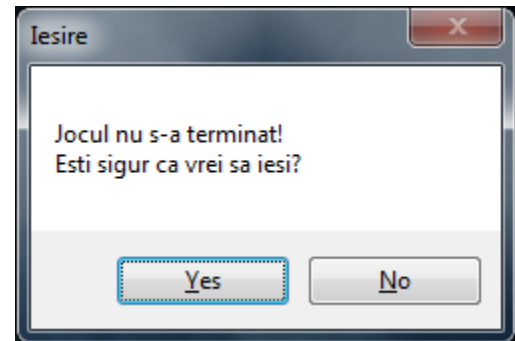 Iesire
Jocul nu s-a terminat!
Esti sigur ca vrei sa iesi?
Yes
No